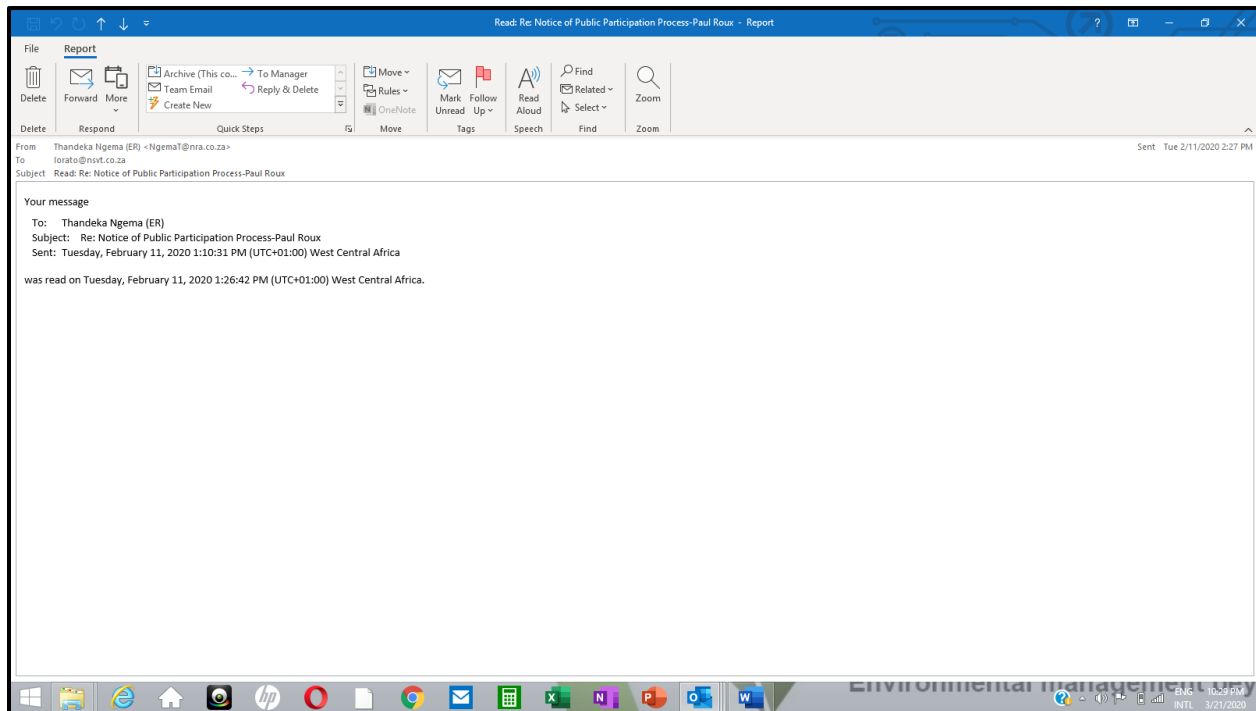 Read: Re: Notice of Public Participation Process-Paul Roux - Report
?
File Report
Delete
Forward
More
Archive (This co...
To Manager
Team Email
Reply & Delete
Create New
Move
Rules
OneNote
Mark Unread
Follow Up
Read Aloud
Find
Related
Select
Zoom
Delete Respond Quick Steps Move Tags Speech Find Zoom
From Thandeka Ngema (ER) <NgemaT@nra.co.za> Sent Tue 2/11/2020 2:27 PM
To lorato@nsvt.co.za
Subject Read: Re: Notice of Public Participation Process-Paul Roux
Your message
To: Thandeka Ngema (ER)
Subject: Re: Notice of Public Participation Process-Paul Roux
Sent: Tuesday, February 11, 2020 1:10:31 PM (UTC+01:00) West Central Africa
was read on Tuesday, February 11, 2020 1:26:42 PM (UTC+01:00) West Central Africa.
Environmental management
hp
ENG 10:29 PM
INTL 3/21/2020